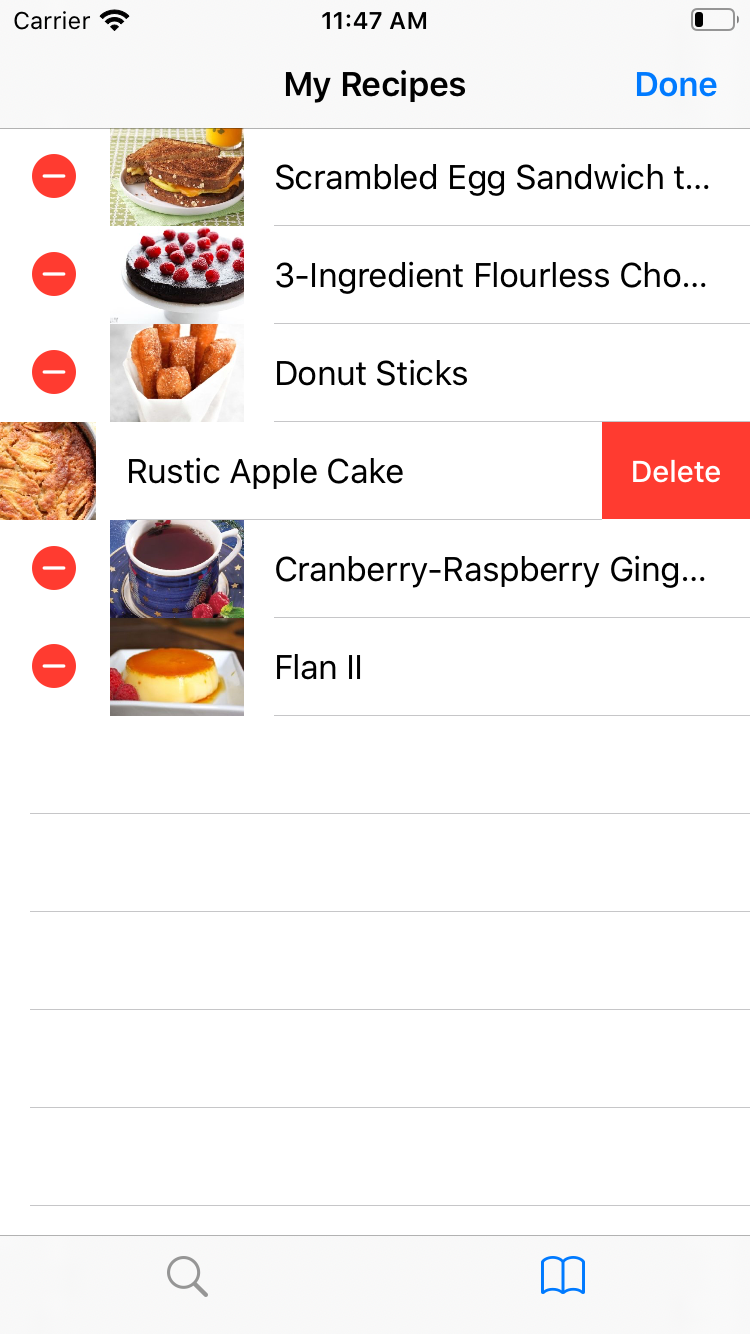 Carrier 11:47 AM
My Recipes Done
Scrambled Egg Sandwich t...
3-Ingredient Flourless Cho...
Donut Sticks
Rustic Apple Cake Delete
Cranberry-Raspberry Ging...
Flan II